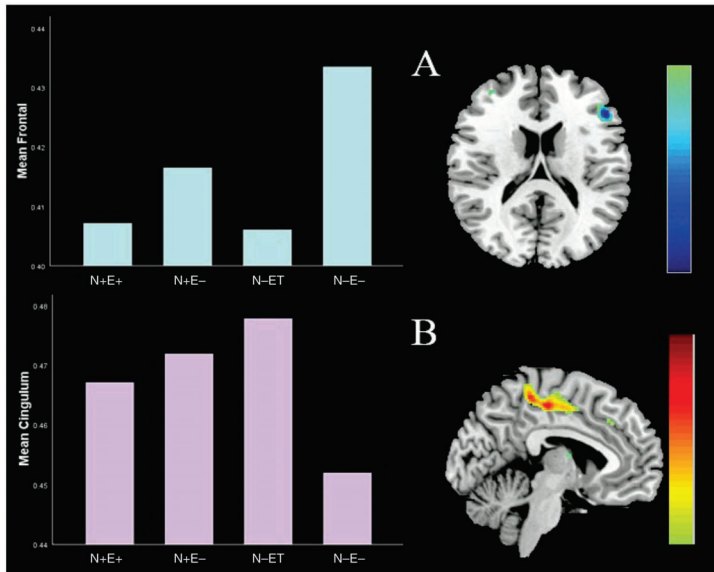 0.44
0.43
0.42
0.41
0.40
Mean Frontal
N+E+ N+E− N−ET N−E−
A
0.48
0.47
0.46
0.45
0.44
Mean Cingulum
N+E+ N+E− N−ET N−E−
B